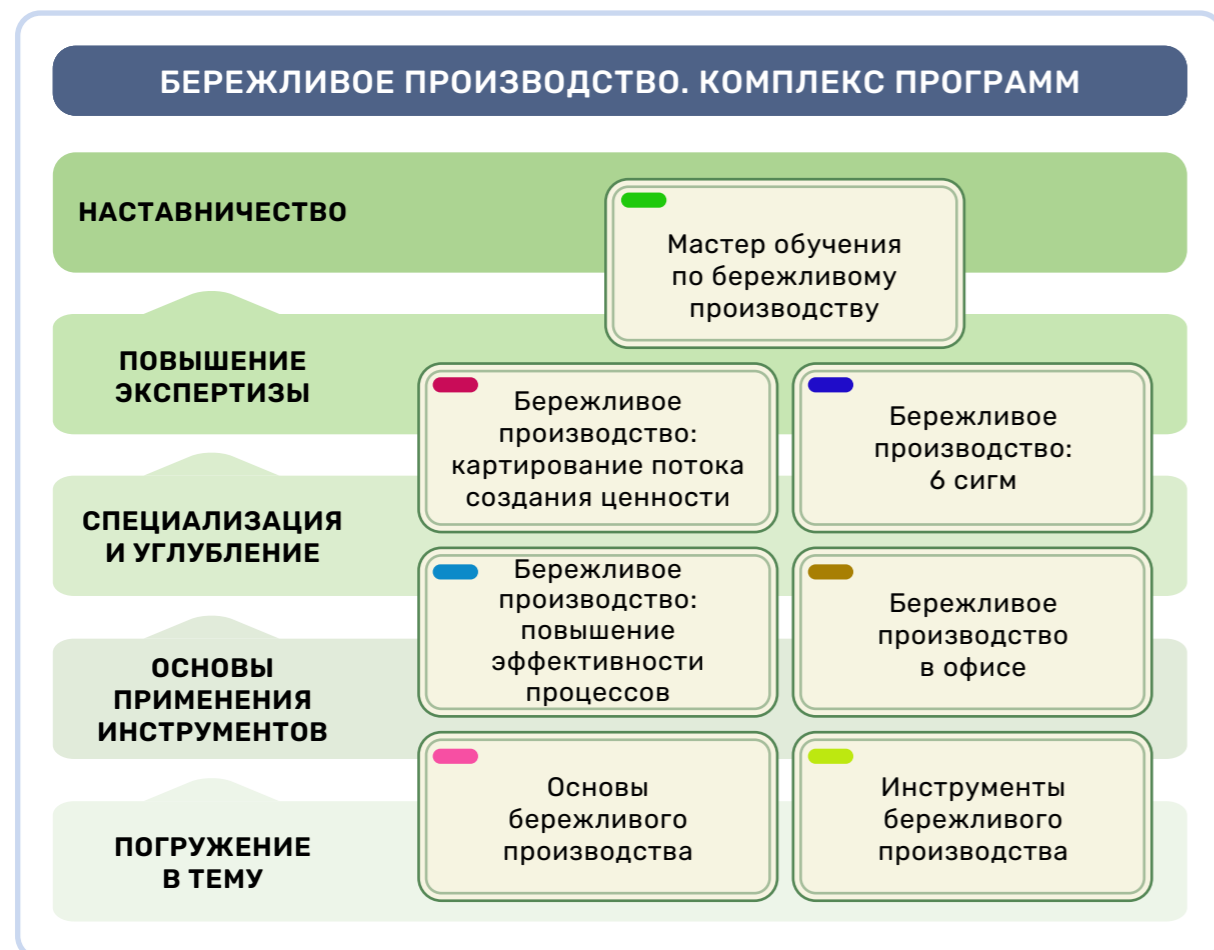 БЕРЕЖЛИВОЕ ПРОИЗВОДСТВО. КОМПЛЕКС ПРОГРАММ
НАСТАВНИЧЕСТВО
Мастер обучения
по бережливому
производству
ПОВЫШЕНИЕ
ЭКСПЕРТИЗЫ
Бережливое
производство:
картирование потока
создания ценности
Бережливое
производство:
6 сигм
СПЕЦИАЛИЗАЦИЯ
И УГЛУБЛЕНИЕ
Бережливое
производство:
повышение
эффективности
процессов
Бережливое
производство
в офисе
ОСНОВЫ
ПРИМЕНЕНИЯ
ИНСТРУМЕНТОВ
Основы
бережливого
производства
Инструменты
бережливого
производства
ПОГРУЖЕНИЕ
В ТЕМУ